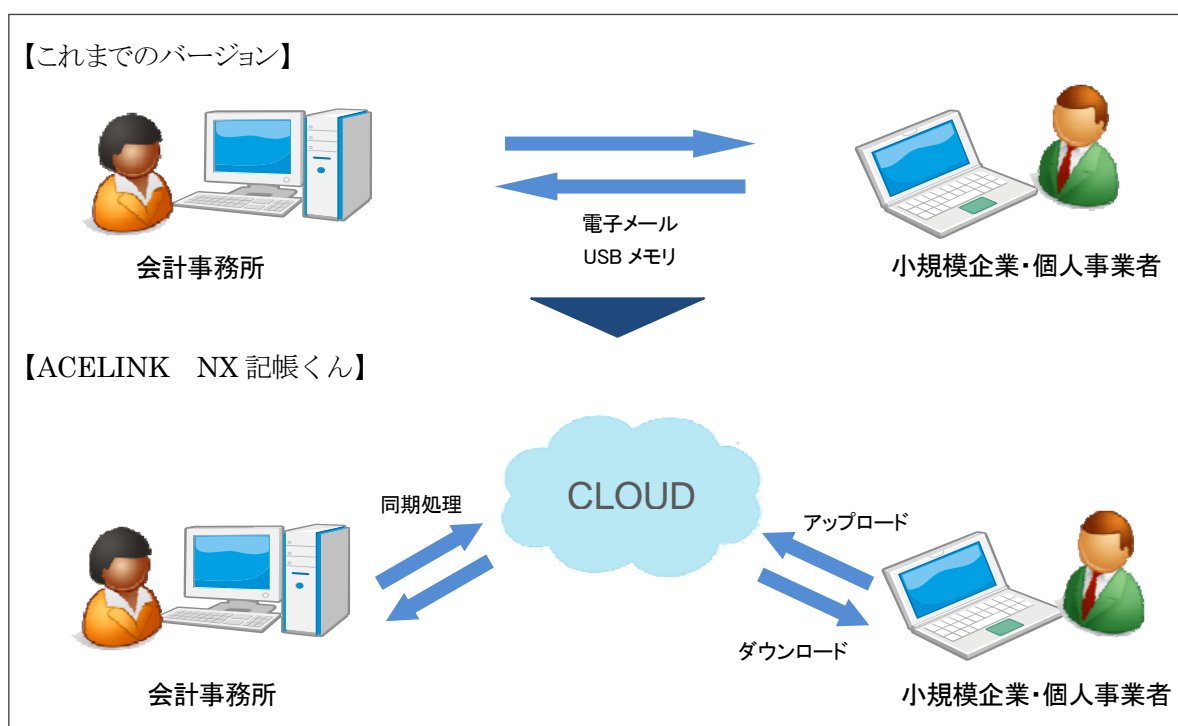 【これまでのバージョン】
電子メール
USB メモリ
会計事務所
小規模企業・個人事業者
【ACELINK　NX 記帳くん】
CLOUD
同期処理
アップロード
ダウンロード
会計事務所
小規模企業・個人事業者